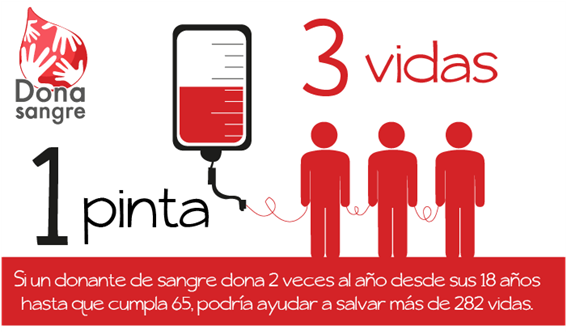 Dona
sangre
3 vidas
1 pinta
Si un donante de sangre dona 2 veces al año desde sus 18 años
hasta que cumpla 65, podría ayudar a salvar más de 282 vidas.